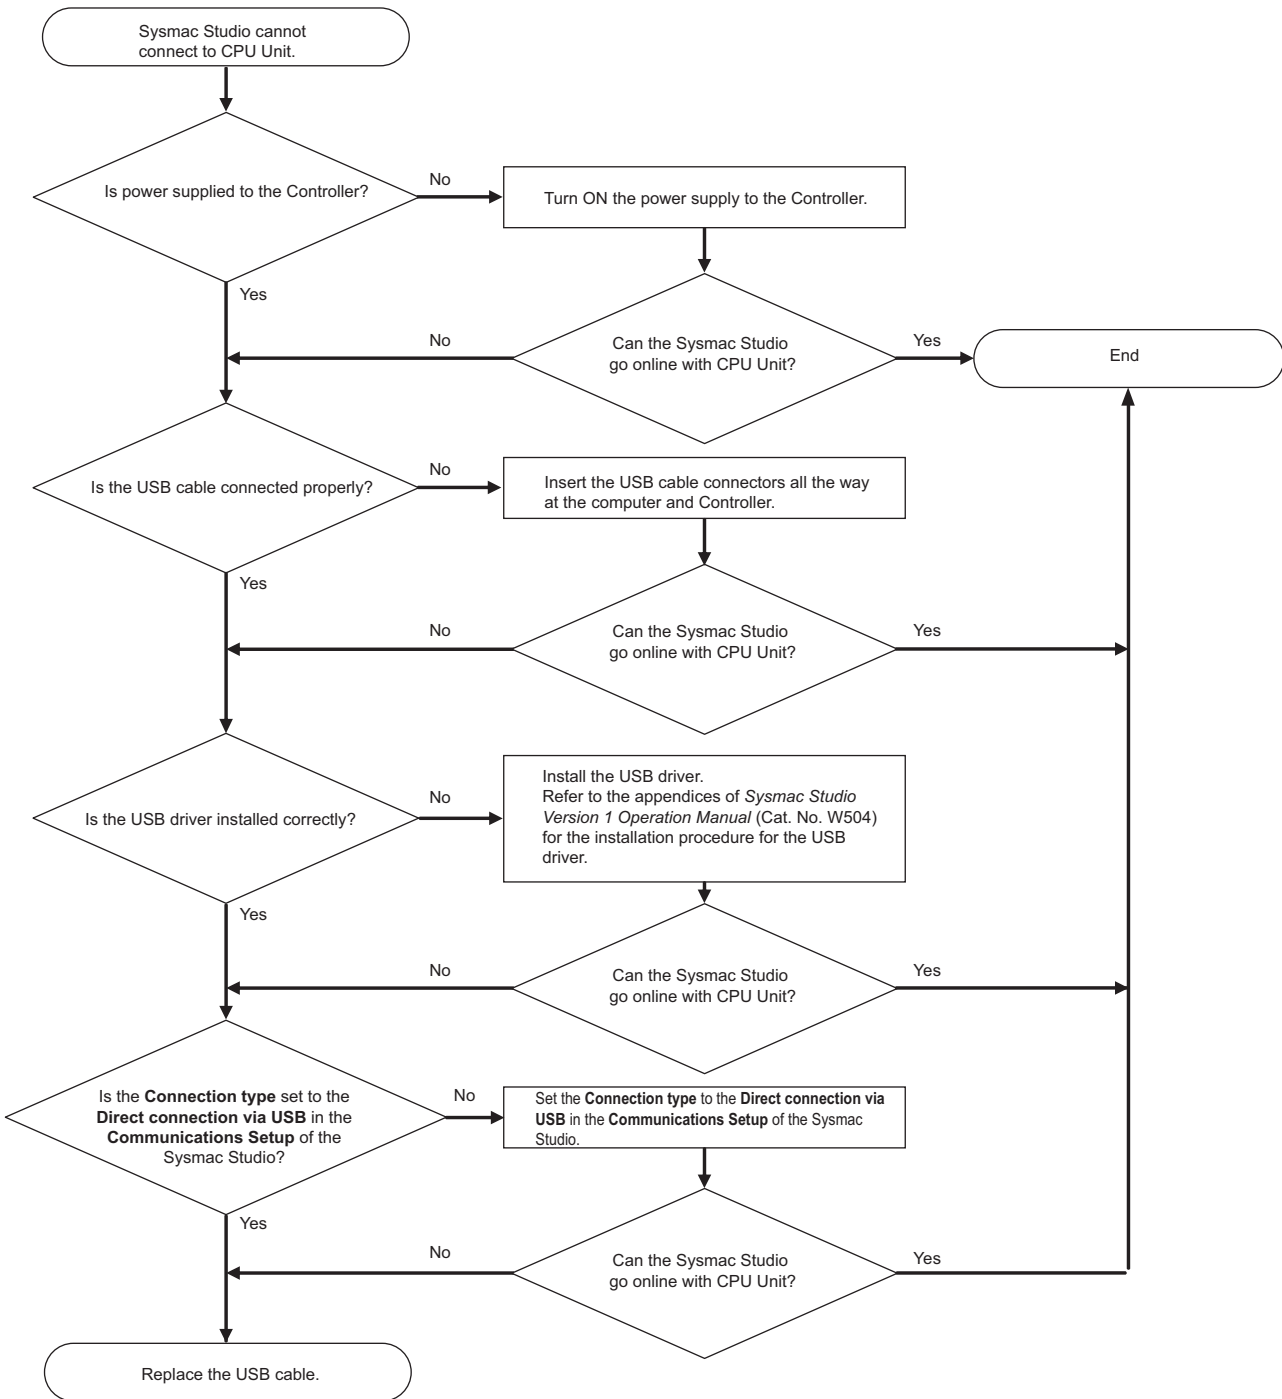 Sysmac Studio cannot
connect to CPU Unit.
Is power supplied to the Controller?
No
Turn ON the power supply to the Controller.
Yes
No
Can the Sysmac Studio
go online with CPU Unit?
Yes
End
Is the USB cable connected properly?
No
Insert the USB cable connectors all the way
at the computer and Controller.
Yes
No
Can the Sysmac Studio
go online with CPU Unit?
Yes
Is the USB driver installed correctly?
No
Install the USB driver.
Refer to the appendices of Sysmac Studio
Version 1 Operation Manual (Cat. No. W504)
for the installation procedure for the USB
driver.
Yes
No
Can the Sysmac Studio
go online with CPU Unit?
Yes
Is the Connection type set to the
Direct connection via USB in the
Communications Setup of the
Sysmac Studio?
No
Set the Connection type to the Direct connection via
USB in the Communications Setup of the Sysmac
Studio.
Yes
No
Can the Sysmac Studio
go online with CPU Unit?
Yes
Replace the USB cable.